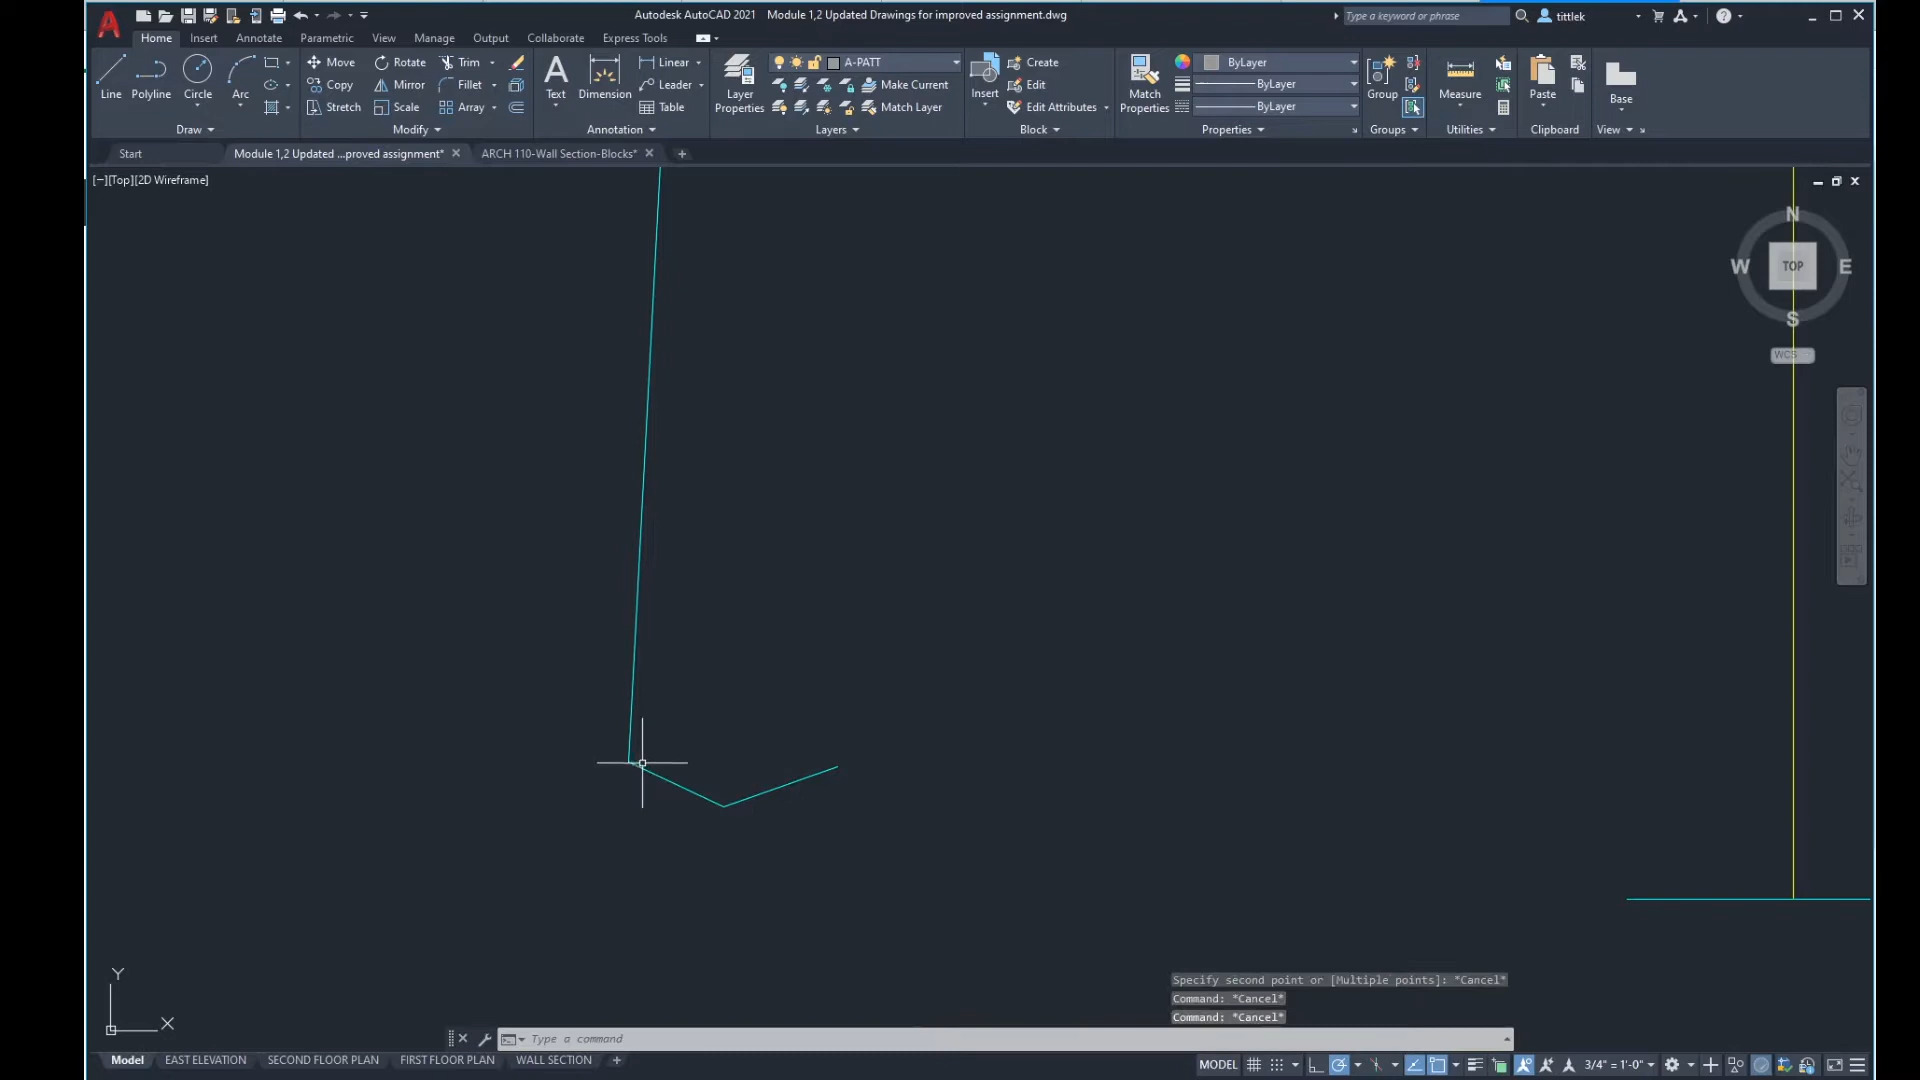 Autodesk AutoCAD 2021 Module 1,2 Updated Drawings for improved assignment.dwg Type a keyword or phrase tittlek
Home Insert Annotate Parametric View Manage Output Collaborate Express Tools
Move Rotate Trim Linear A-PATT Create ByLayer
Line Polyline Circle Arc Copy Mirror Fillet Text Dimension Leader Layer Properties Make Current Insert Edit Match Properties ByLayer Group Measure Paste Base
Stretch Scale Array Table Match Layer Edit Attributes ByLayer
Draw Modify Annotation Layers Block Properties Groups Utilities Clipboard View
Start Module 1,2 Updated ...proved assignment* ARCH 110-Wall Section-Blocks*
[−][Top][2D Wireframe]
N
W TOP E
S
WCS
Y
X
Specify second point or [Multiple points]: *Cancel*
Command: *Cancel*
Command: *Cancel*
Type a command
Model EAST ELEVATION SECOND FLOOR PLAN FIRST FLOOR PLAN WALL SECTION MODEL 3/4" = 1'-0"